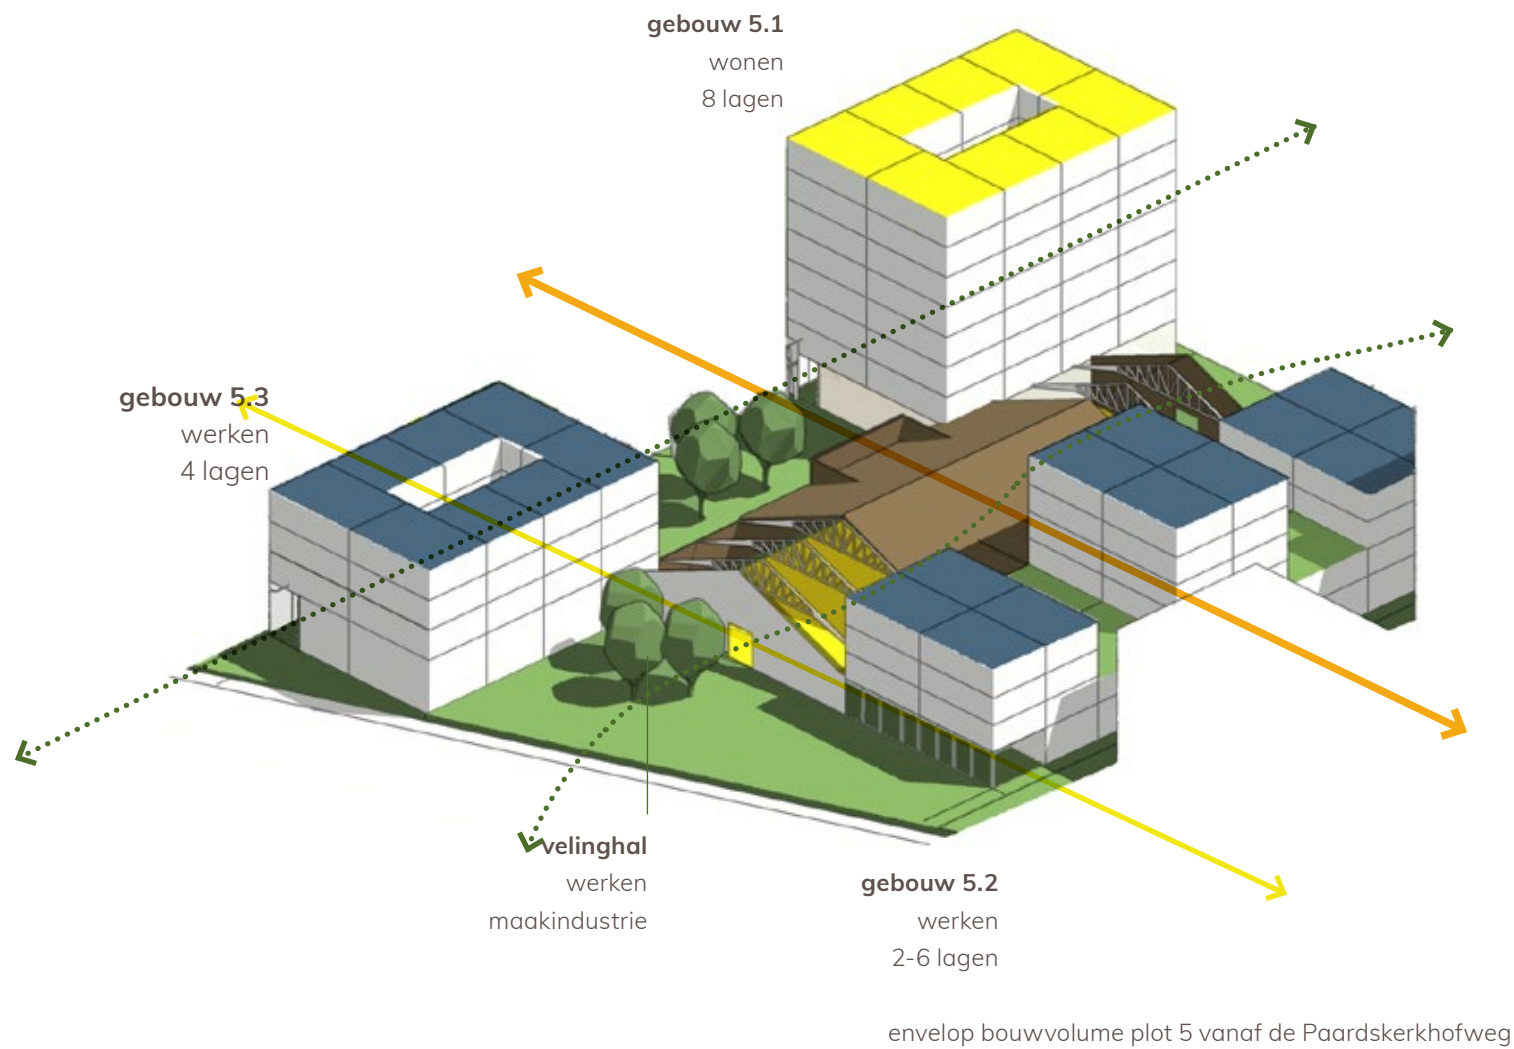 gebouw 5.1
wonen
8 lagen
gebouw 5.3
werken
4 lagen
velinghal
werken
maakindustrie
gebouw 5.2
werken
2-6 lagen
envelop bouwvolume plot 5 vanaf de Paardskerkhofweg